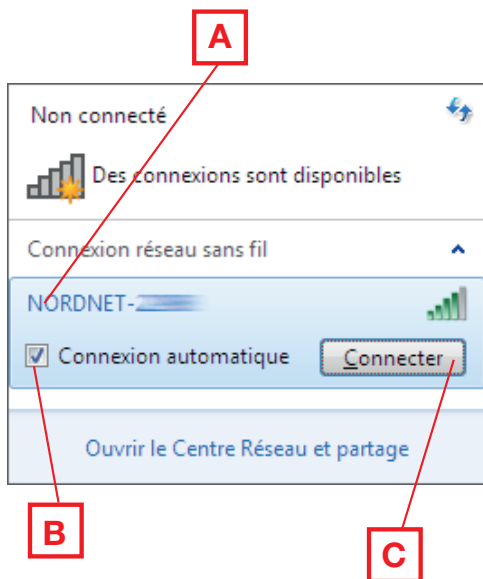 A
Non connecté
Des connexions sont disponibles
Connexion réseau sans fil
NORDNET-
Connexion automatique Connecter
Ouvrir le Centre Réseau et partage
B
C